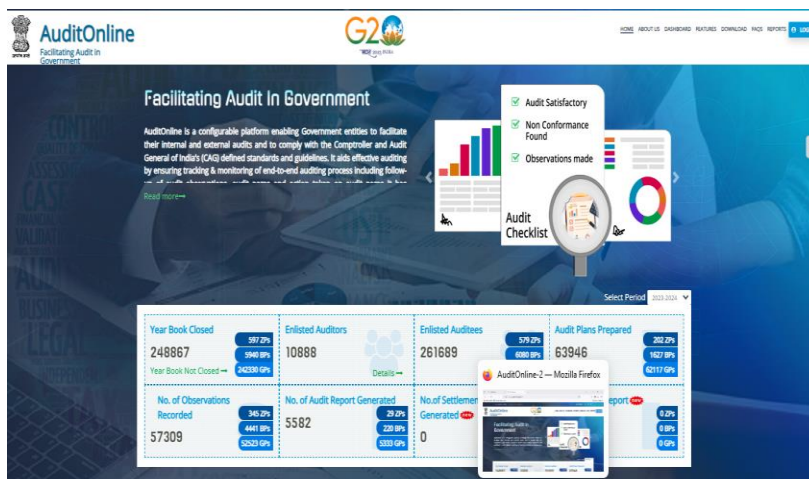 AuditOnline
Facilitating Audit in
Government
G20
HOME ABOUT US DASHBOARD FEATURES DOWNLOAD FAQS REPORTS
Facilitating Audit In Government
AuditOnline is a configurable platform enabling Government entities to facilitate
their internal and external audits and to comply with the Comptroller and Audit
General of India's (CAG) defined standards and guidelines. It aids effective auditing
by ensuring tracking & monitoring of end-to-end auditing process including follow-
Read more
Audit Satisfactory
Non Conformance
Found
Observations made
Audit
Checklist
Select Period 2023-2024
Year Book Closed
597 ZPs
248867
5940 BPs
Year Book Not Closed
242330 GPs
Enlisted Auditors
10888
Details
Enlisted Auditees
579 ZPs
261689
6080 BPs
Audit Plans Prepared
202 ZPs
63946
1627 BPs
62117 GPs
No. of Observations
Recorded
345 ZPs
4441 BPs
57309
52523 GPs
No. of Audit Report Generated
29 ZPs
5582
220 BPs
5333 GPs
No.of Settlemen
Generated new
0
AuditOnline-2 — Mozilla Firefox
eport new
0 ZPs
0 BPs
0 GPs